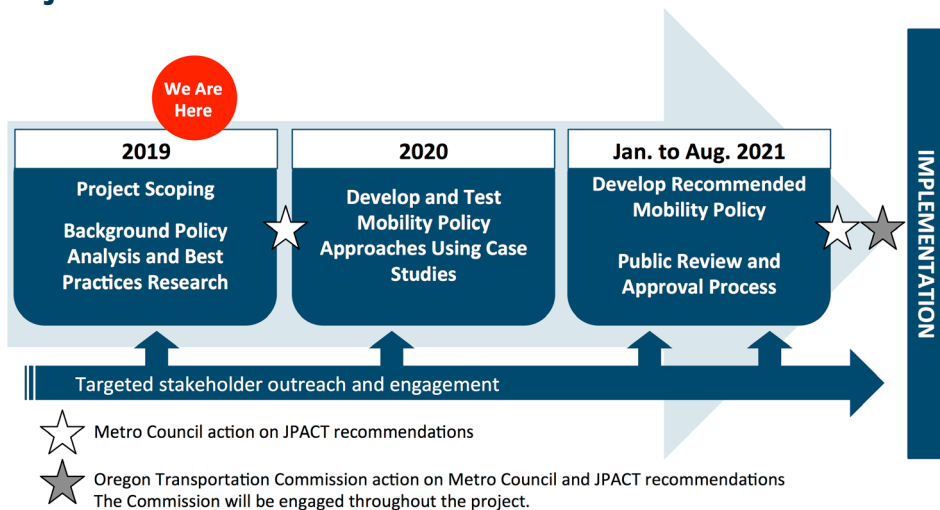 We Are
Here
2019
Project Scoping
Background Policy
Analysis and Best
Practices Research
2020
Develop and Test
Mobility Policy
Approaches Using Case
Studies
Jan. to Aug. 2021
Develop Recommended
Mobility Policy
Public Review and
Approval Process
IMPLEMENTATION
Targeted stakeholder outreach and engagement
Metro Council action on JPACT recommendations
Oregon Transportation Commission action on Metro Council and JPACT recommendations
The Commission will be engaged throughout the project.